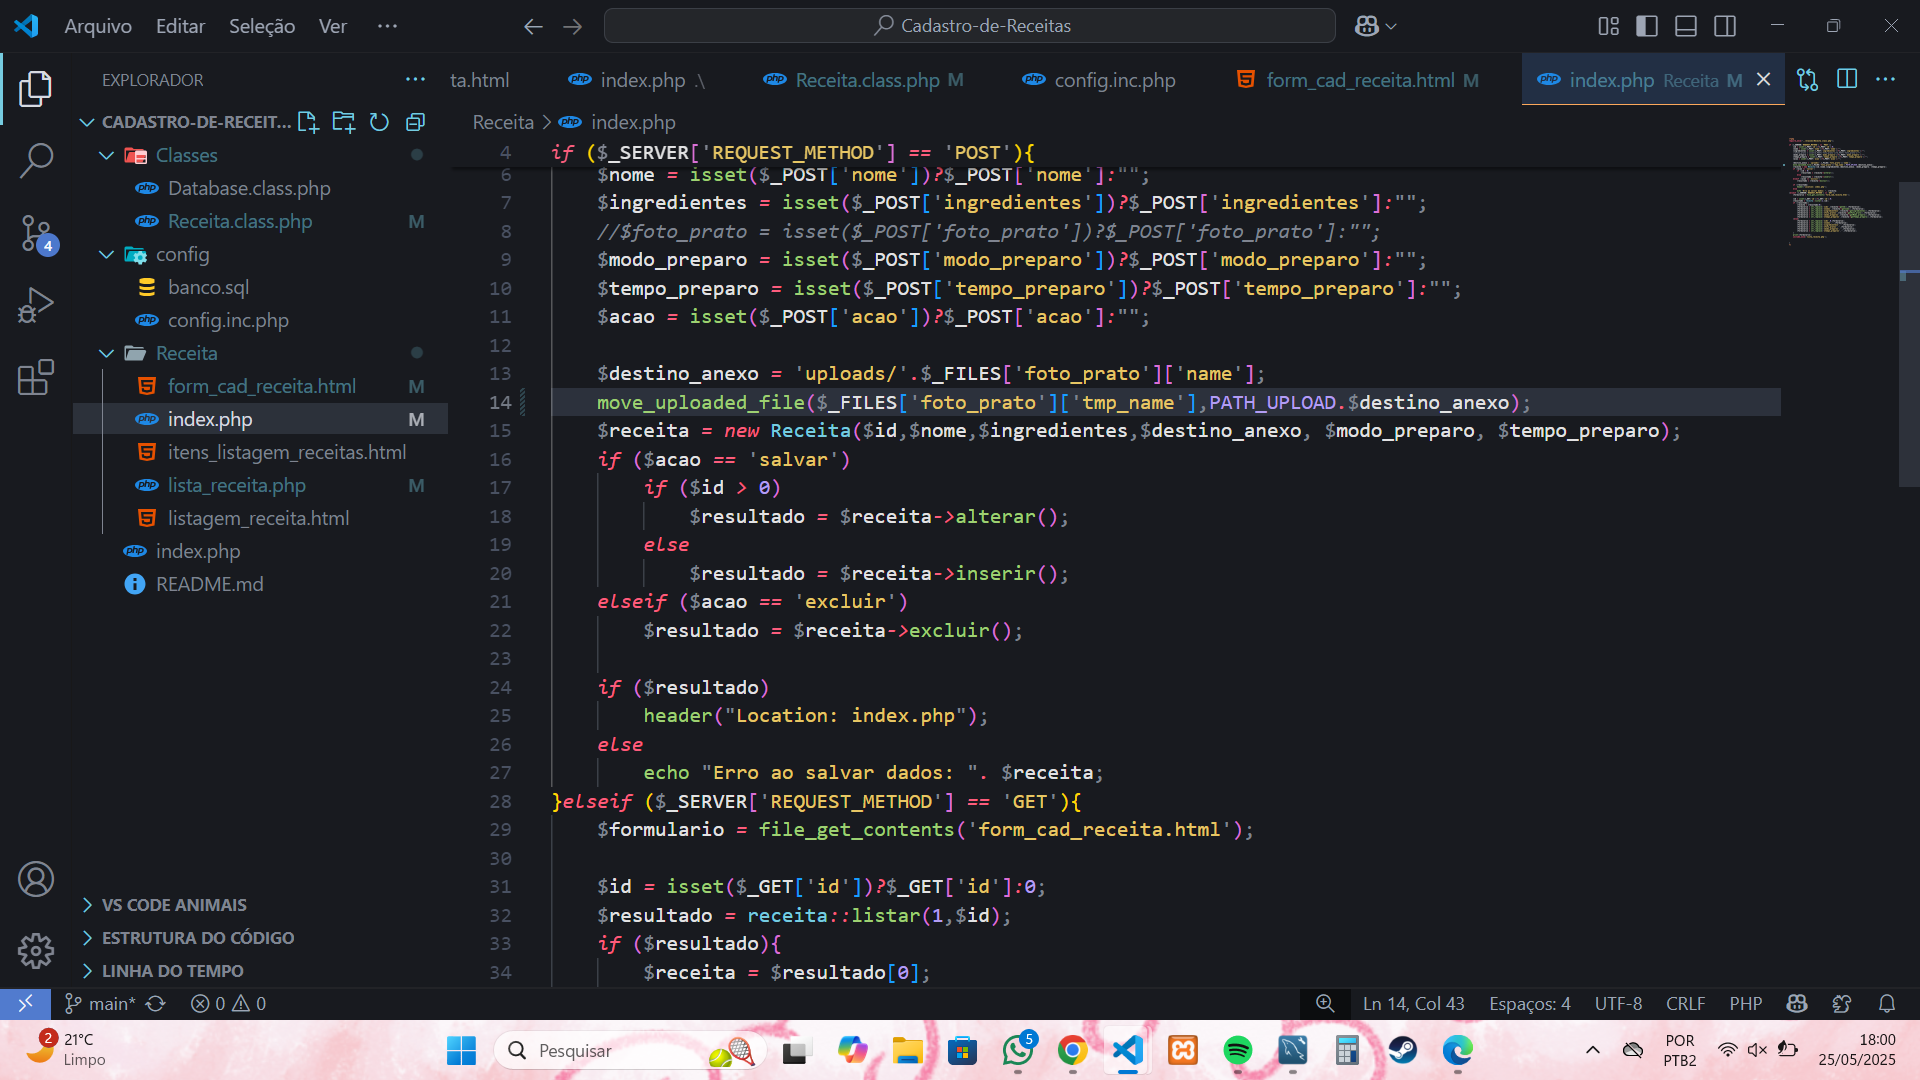 Arquivo Editar Seleção Ver ... Cadastro-de-Receitas
EXPLORADOR ...
ta.html index.php .\ Receita.class.php M config.inc.php form_cad_receita.html M index.php Receita M
CADASTRO-DE-RECEIT...
Classes
Database.class.php
Receita.class.php M
config
banco.sql
config.inc.php
Receita
form_cad_receita.html M
index.php M
itens_listagem_receitas.html
lista_receita.php M
listagem_receita.html
index.php
README.md
VS CODE ANIMAIS
ESTRUTURA DO CÓDIGO
LINHA DO TEMPO
4
Receita > index.php
4 if ($_SERVER['REQUEST_METHOD'] == 'POST'){
6 $nome = isset($_POST['nome'])?$_POST['nome']:"";
7 $ingredientes = isset($_POST['ingredientes'])?$_POST['ingredientes']:"";
8 //$foto_prato = isset($_POST['foto_prato'])?$_POST['foto_prato']:"";
9 $modo_preparo = isset($_POST['modo_preparo'])?$_POST['modo_preparo']:"";
10 $tempo_preparo = isset($_POST['tempo_preparo'])?$_POST['tempo_preparo']:"";
11 $acao = isset($_POST['acao'])?$_POST['acao']:"";
12
13 $destino_anexo = 'uploads/'.$_FILES['foto_prato']['name'];
14 move_uploaded_file($_FILES['foto_prato']['tmp_name'],PATH_UPLOAD.$destino_anexo);
15 $receita = new Receita($id,$nome,$ingredientes,$destino_anexo, $modo_preparo, $tempo_preparo);
16 if ($acao == 'salvar')
17 if ($id > 0)
18 $resultado = $receita->alterar();
19 else
20 $resultado = $receita->inserir();
21 elseif ($acao == 'excluir')
22 $resultado = $receita->excluir();
23
24 if ($resultado)
25 header("Location: index.php");
26 else
27 echo "Erro ao salvar dados: ". $receita;
28 }elseif ($_SERVER['REQUEST_METHOD'] == 'GET'){
29 $formulario = file_get_contents('form_cad_receita.html');
30
31 $id = isset($_GET['id'])?$_GET['id']:0;
32 $resultado = receita::listar(1,$id);
33 if ($resultado){
34 $receita = $resultado[0];
main* 0 0 Ln 14, Col 43 Espaços: 4 UTF-8 CRLF PHP
2 21°C
Limpo
Pesquisar
5
POR
PTB2
18:00
25/05/2025